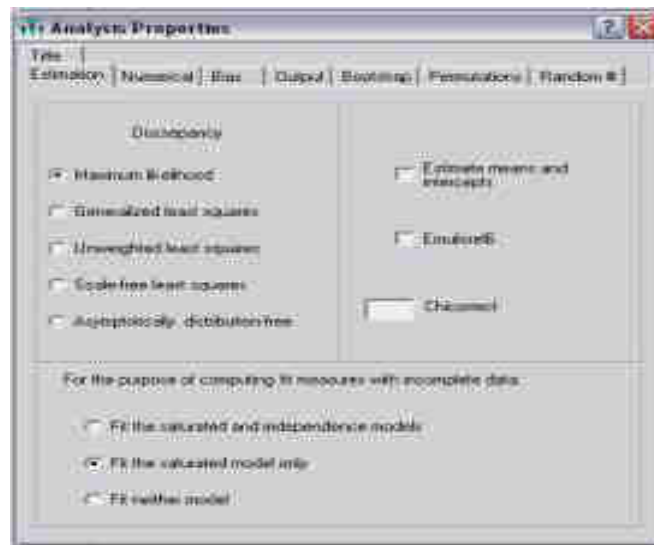 Analysis Properties
Title
Estimation Numerical Bias Output Bootstrap Permutations Random #
Discrepancy
Maximum likelihood
Generalized least squares
Unweighted least squares
Scale-free least squares
Asymptotically distribution-free
Estimate means and
intercepts
Emulisrel6
Chicorrect
For the purpose of computing fit measures with incomplete data:
Fit the saturated and independence models
Fit the saturated model only
Fit neither model